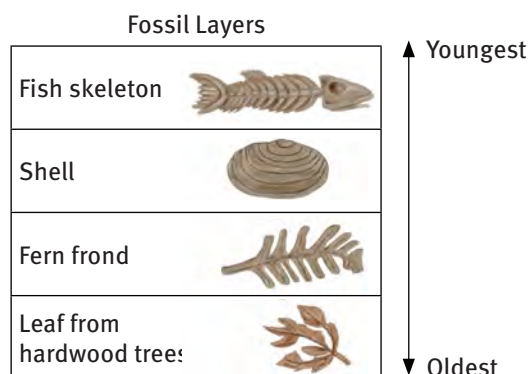 Fossil Layers
Youngest
Fish skeleton
Shell
Fern frond
Leaf from
hardwood trees
Oldest